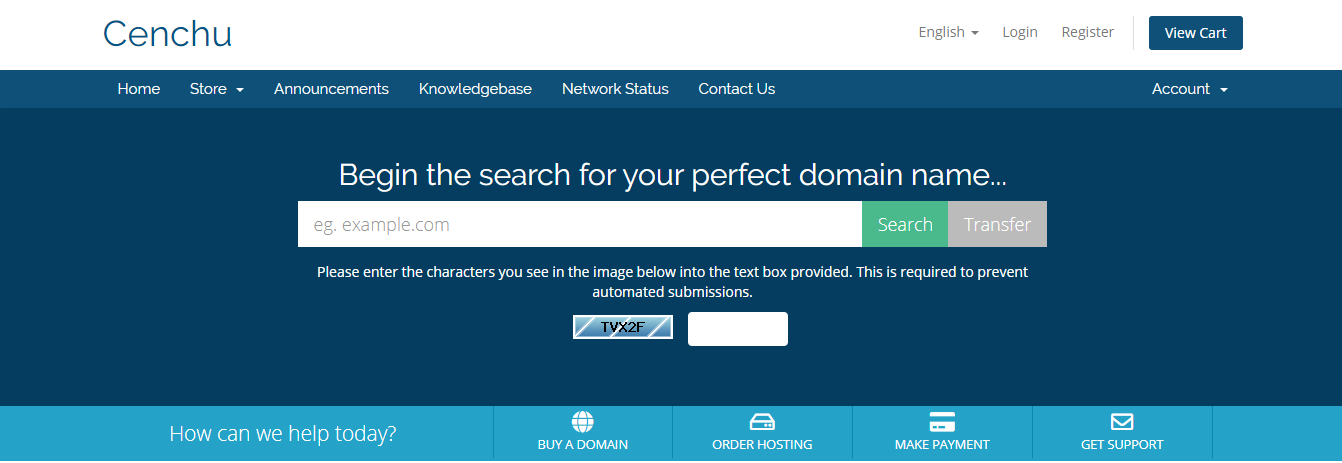 Cenchu
English
Login
Register
View Cart
Home
Store
Announcements
Knowledgebase
Network Status
Contact Us
Account
Begin the search for your perfect domain name...
eg. example.com
Search
Transfer
Please enter the characters you see in the image below into the text box provided. This is required to prevent
automated submissions.
TVX2F
How can we help today?
BUY A DOMAIN
ORDER HOSTING
MAKE PAYMENT
GET SUPPORT